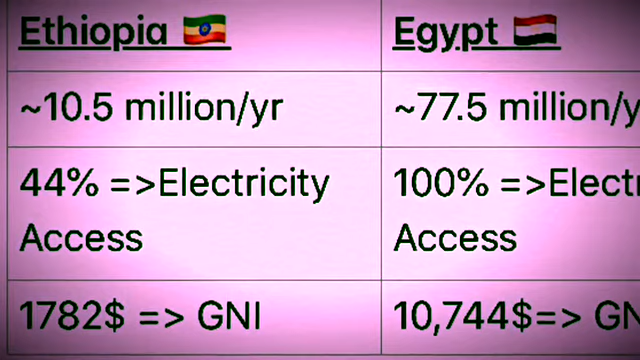 Ethiopia 🇪🇹 Egypt 🇪🇬
~10.5 million/yr ~77.5 million/y
44% =>Electricity 100% =>Elect
Access Access
1782$ => GNI 10,744$=> GN